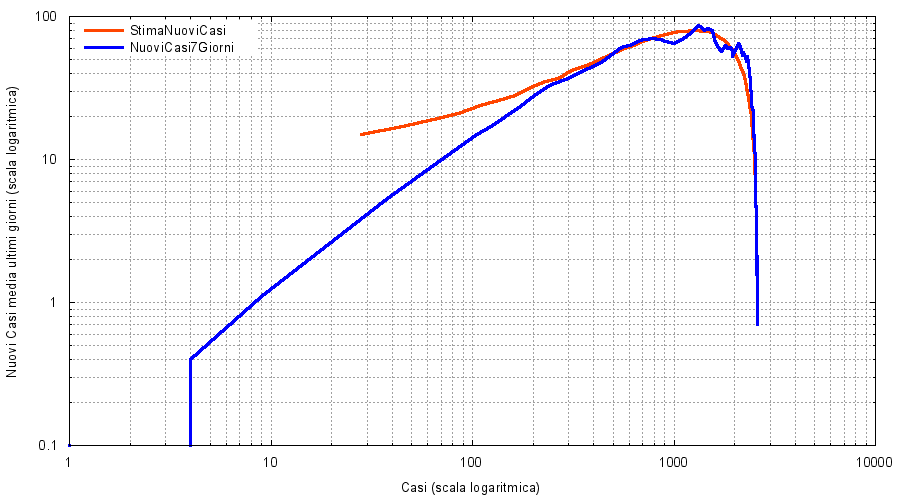 100
StimaNuoviCasi
NuoviCasi7Giorni
10
1
0.1
Nuovi Casi media ultimi giorni (scala logaritmica)
1
10
100
1000
10000
Casi (scala logaritmica)